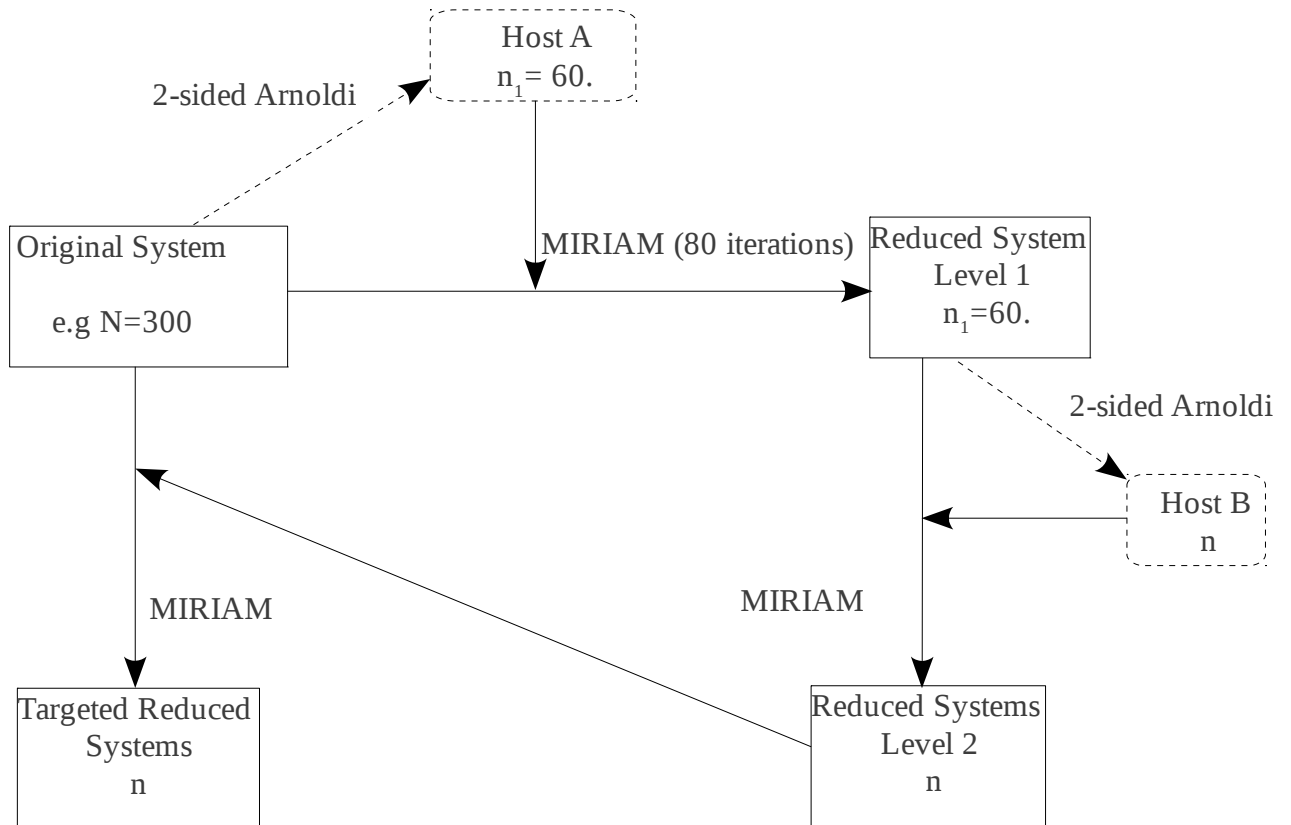 Host A
n₁= 60.
2-sided Arnoldi
Original System
e.g N=300
MIRIAM (80 iterations)
Reduced System
Level 1
n₁=60.
2-sided Arnoldi
Host B
n
MIRIAM
MIRIAM
Targeted Reduced
Systems
n
Reduced Systems
Level 2
n